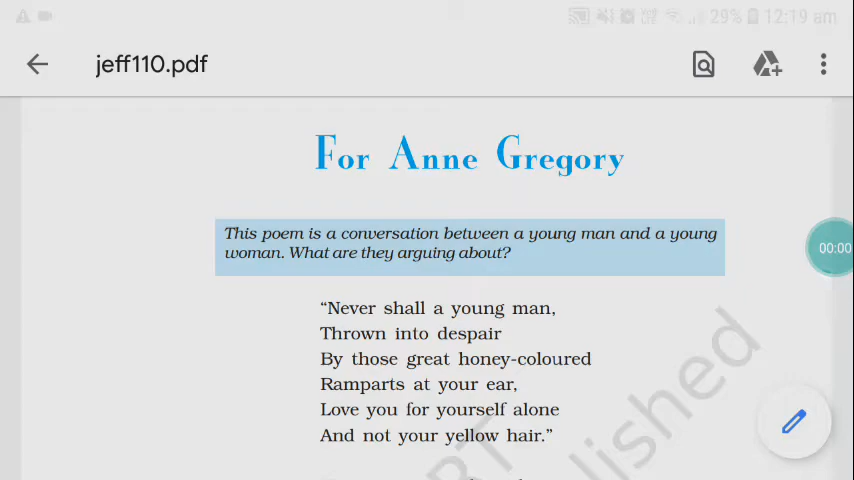 29% 12:19 am
jeff110.pdf
For Anne Gregory
This poem is a conversation between a young man and a young
woman. What are they arguing about?
00:00
“Never shall a young man,
Thrown into despair
By those great honey-coloured
Ramparts at your ear,
Love you for yourself alone
And not your yellow hair.”